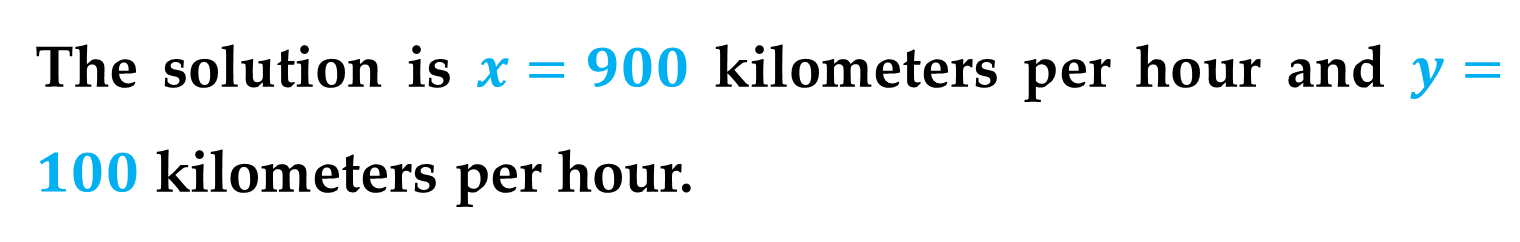 The solution is x = 900 kilometers per hour and y =
100 kilometers per hour.